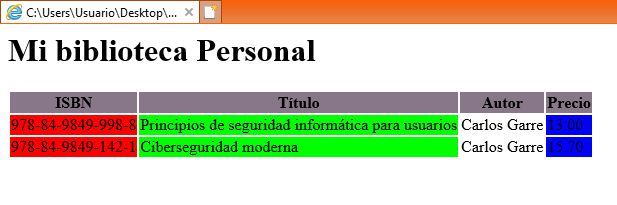 C:\Users\Usuario\Desktop\...
Mi biblioteca Personal
ISBN Título Autor Precio
978-84-9849-998-8 Principios de seguridad informática para usuarios Carlos Garre 13.00
978-84-9849-142-1 Ciberseguridad moderna Carlos Garre 15.70